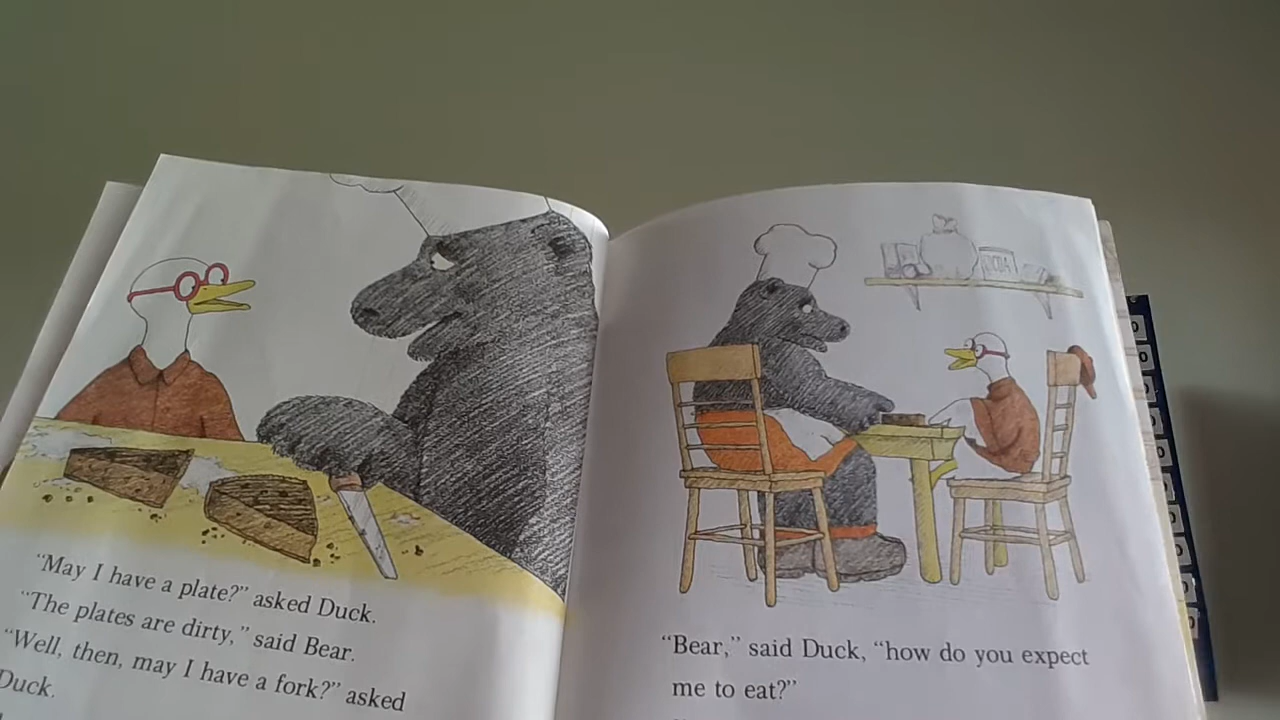 “May I have a plate?” asked Duck.
“The plates are dirty,” said Bear.
“Well, then, may I have a fork?” asked
Duck.
COCOA
“Bear,” said Duck, “how do you expect
me to eat?”